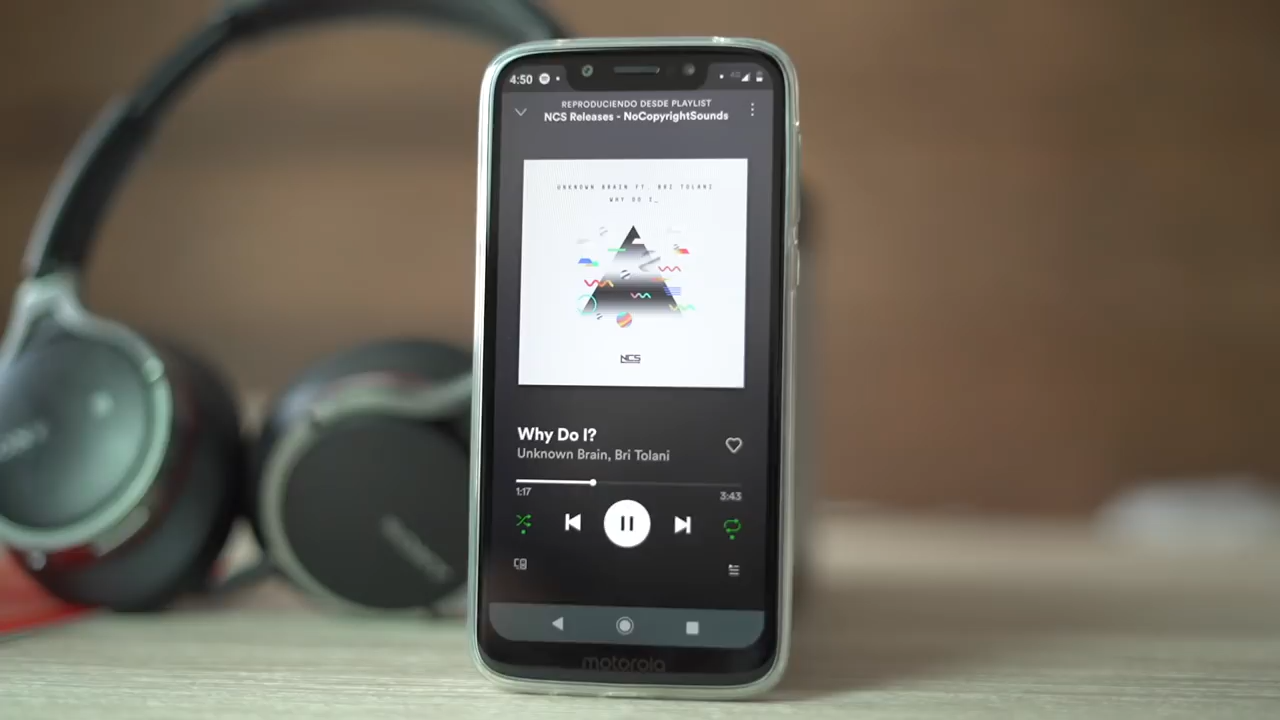 4:50
4G
REPRODUCIENDO DESDE PLAYLIST
NCS Releases - NoCopyrightSounds
UNKNOWN BRAIN FT. BRI TOLANI
WHY DO I_
NCS
Why Do I?
Unknown Brain, Bri Tolani
1:17
3:43
motorola